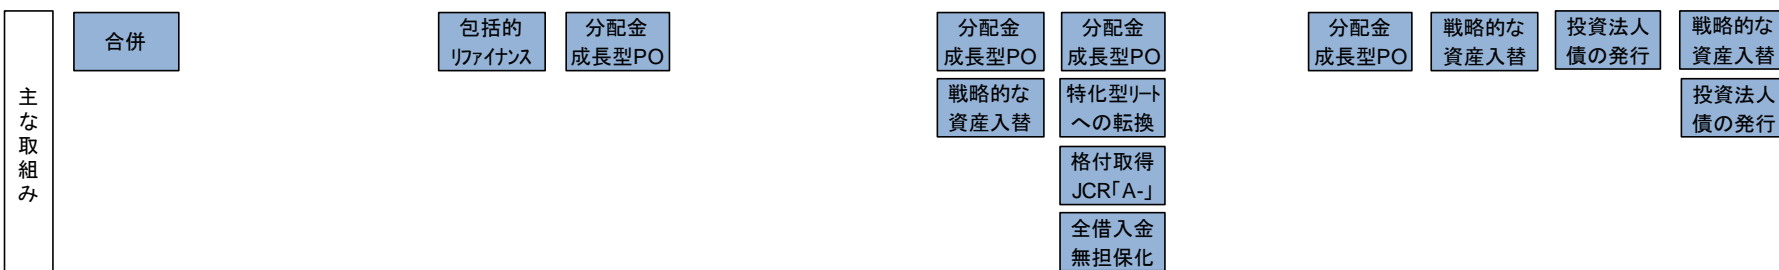 主な取組み
合併
包括的
リファイナンス
分配金
成長型PO
分配金
成長型PO
戦略的な
資産入替
分配金
成長型PO
特化型リート
への転換
格付取得
JCR｢A-｣
全借入金
無担保化
分配金
成長型PO
戦略的な
資産入替
投資法人
債の発行
戦略的な
資産入替
投資法人
債の発行